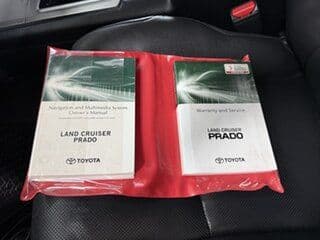 Navigation and Multimedia System
Owner's Manual
LAND CRUISER
PRADO
TOYOTA
Warranty and Service
LAND CRUISER
PRADO
TOYOTA